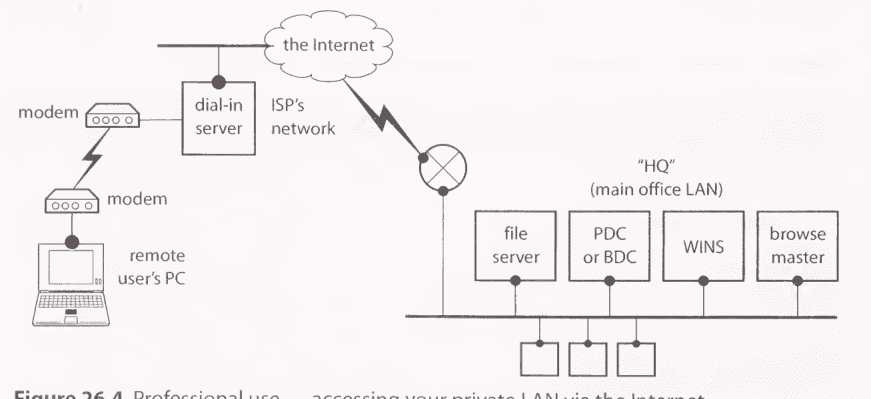 the Internet
modem
dial-in
server
ISP's
network
modem
remote
user's PC
"HQ"
(main office LAN)
file
server
PDC
or BDC
WINS
browse
master
Figure 26.4 Professional use — accessing your private LAN via the Internet